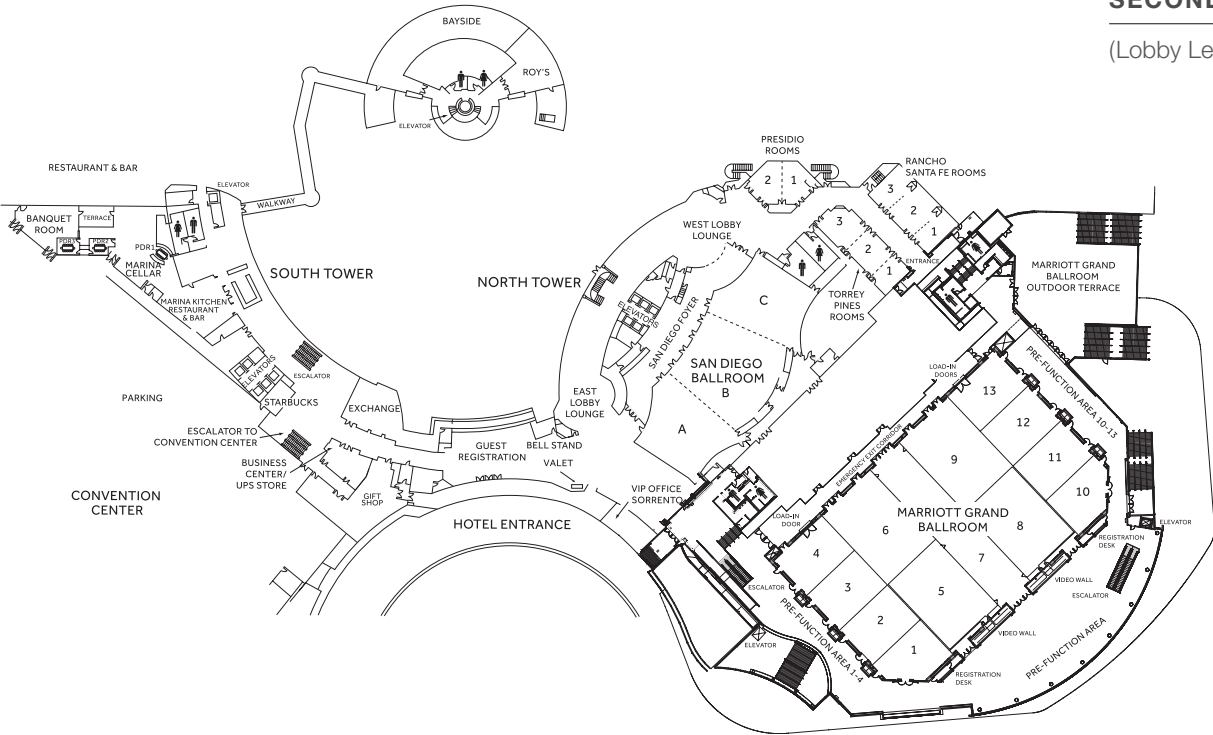 SECOND
(Lobby Le
BAYSIDE
ROY'S
ELEVATOR
RESTAURANT & BAR
ELEVATOR
WALKWAY
BANQUET
ROOM
TERRACE
PDR3
PDR2
PDR1
MARINA
CELLAR
MARINA KITCHEN
RESTAURANT
& BAR
SOUTH TOWER
ELEVATORS
ESCALATOR
STARBUCKS
PARKING
EXCHANGE
ESCALATOR TO
CONVENTION CENTER
BUSINESS
CENTER/
UPS STORE
GIFT
SHOP
CONVENTION
CENTER
GUEST
REGISTRATION
BELL STAND
VALET
HOTEL ENTRANCE
VIP OFFICE
SORRENTO
NORTH TOWER
EAST
LOBBY
LOUNGE
ELEVATORS
SAN DIEGO FOYER
WEST LOBBY
LOUNGE
SAN DIEGO
BALLROOM
A
B
C
PRESIDIO
ROOMS
2
1
RANCHO
SANTA FE ROOMS
3
2
1
3
2
1
TORREY
PINES
ROOMS
ENTRANCE
MARRIOTT GRAND
BALLROOM
OUTDOOR TERRACE
LOAD-IN
DOORS
PRE-FUNCTION AREA 10-13
EMERGENCY EXIT CORRIDOR
LOAD-IN
DOOR
MARRIOTT GRAND
BALLROOM
13
12
11
10
9
8
7
6
5
4
3
2
1
ELEVATOR
REGISTRATION
DESK
VIDEO WALL
ESCALATOR
VIDEO WALL
PRE-FUNCTION AREA
REGISTRATION
DESK
ESCALATOR
PRE-FUNCTION AREA 1-4
ELEVATOR